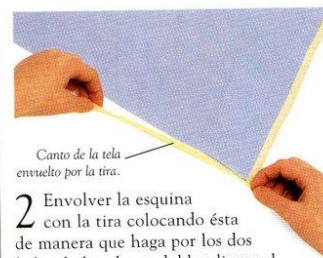 Canto de la tela
envuelto por la tira.
2 Envolver la esquina
con la tira colocando ésta
de manera que haga por los dos